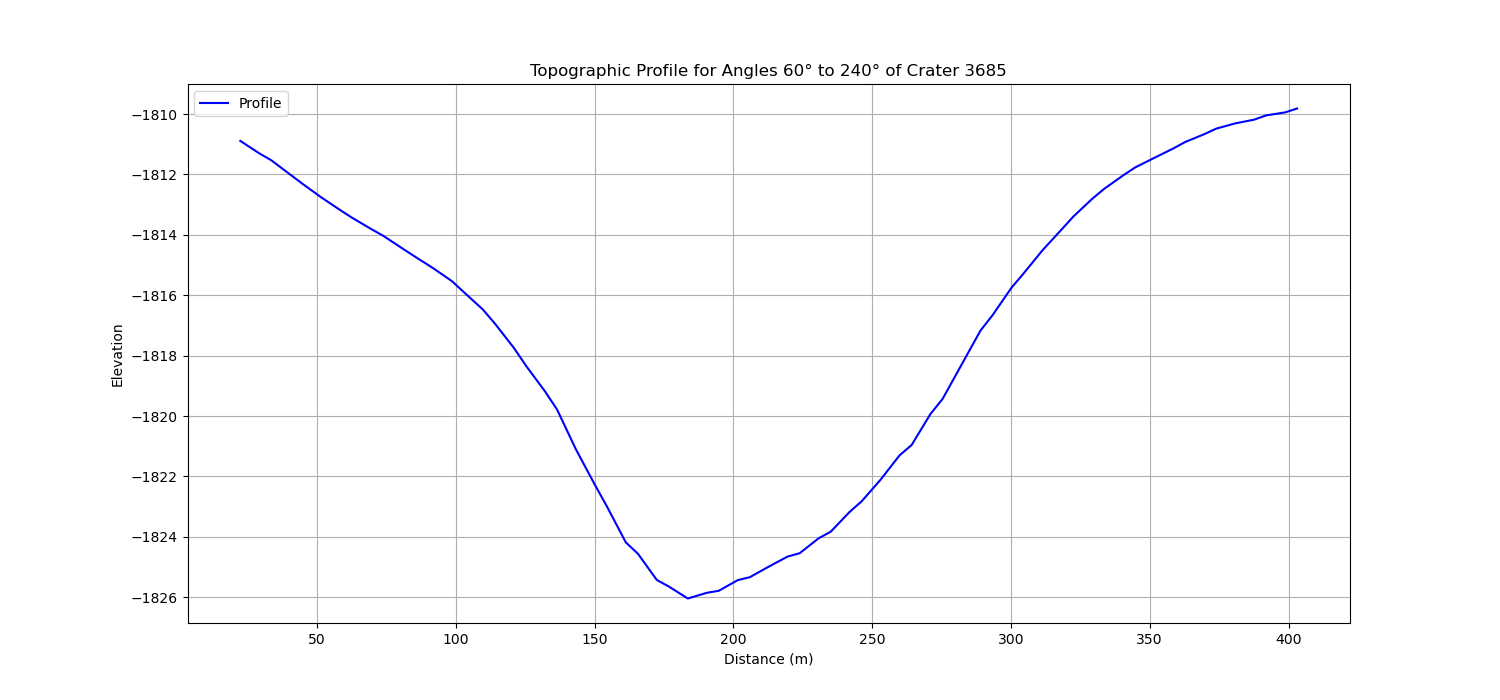 Topographic Profile for Angles 60° to 240° of Crater 3685
Profile
−1810
−1812
−1814
−1816
−1818
−1820
−1822
−1824
−1826
Elevation
50 100 150 200 250 300 350 400
Distance (m)